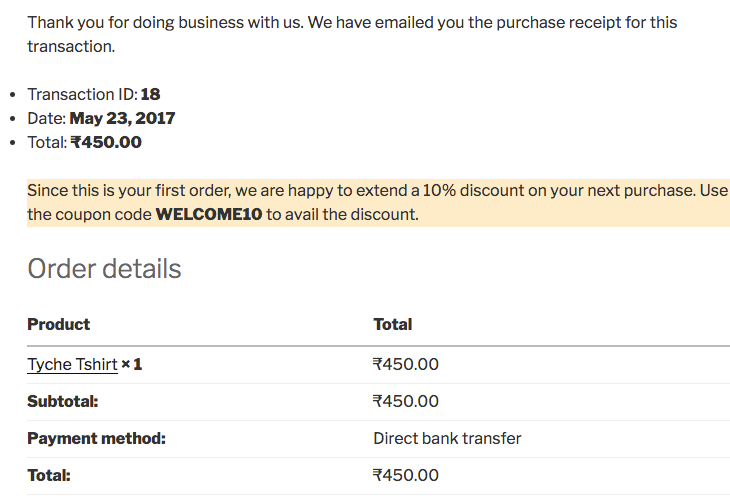 Thank you for doing business with us. We have emailed you the purchase receipt for this
transaction.
• Transaction ID: 18
• Date: May 23, 2017
• Total: ₹450.00
Since this is your first order, we are happy to extend a 10% discount on your next purchase. Use
the coupon code WELCOME10 to avail the discount.
Order details
Product Total
Tyche Tshirt × 1 ₹450.00
Subtotal: ₹450.00
Payment method: Direct bank transfer
Total: ₹450.00